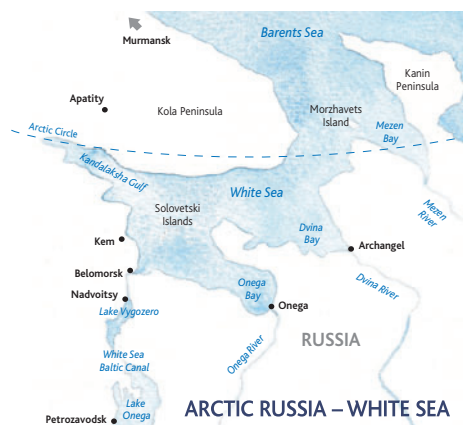 Barents Sea
Murmansk
Kanin
Peninsula
Apatity
Kola Peninsula
Morzhavets
Island
Mezen
Bay
Arctic Circle
Kandalaksha Gulf
White Sea
Solovetski
Islands
Mezen
River
Dvina
Bay
Kem
Archangel
Belomorsk
Dvina River
Onega
Bay
Nadvoitsy
Onega
Lake Vygozero
RUSSIA
Onega River
White Sea
Baltic Canal
Lake
Onega
ARCTIC RUSSIA – WHITE SEA
Petrozavodsk